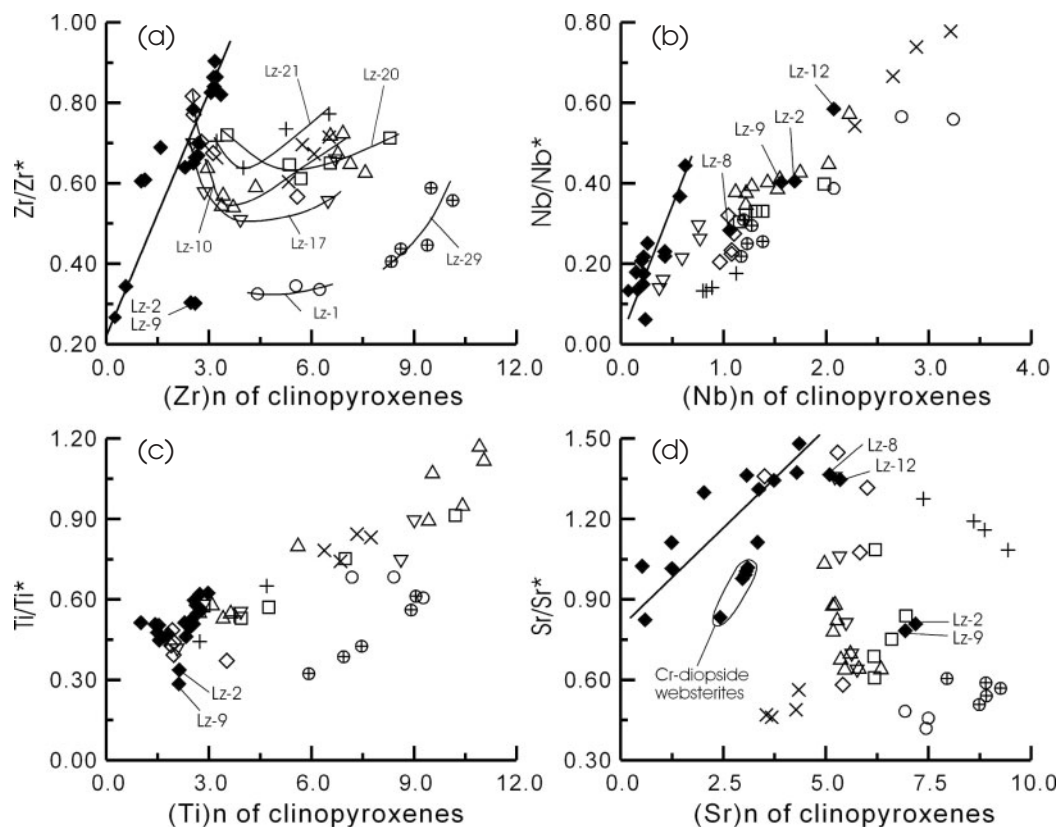 (a)
1.00
0.80
0.60
0.40
0.20
Zr/Zr*
Lz-21
Lz-20
Lz-10
Lz-17
Lz-29
Lz-2
Lz-9
Lz-1
0.0 3.0 6.0 9.0 12.0
(Zr)n of clinopyroxenes
(b)
0.80
0.60
0.40
0.20
0.00
Nb/Nb*
Lz-12
Lz-2
Lz-9
Lz-8
0.0 1.0 2.0 3.0 4.0
(Nb)n of clinopyroxenes
(c)
1.20
0.90
0.60
0.30
0.00
Ti/Ti*
Lz-2
Lz-9
0.0 3.0 6.0 9.0 12.0
(Ti)n of clinopyroxenes
(d)
1.50
1.20
0.90
0.60
0.30
Sr/Sr*
Lz-8
Lz-12
Lz-2
Lz-9
Cr-diopside
websterites
0.0 2.5 5.0 7.5 10.0
(Sr)n of clinopyroxenes